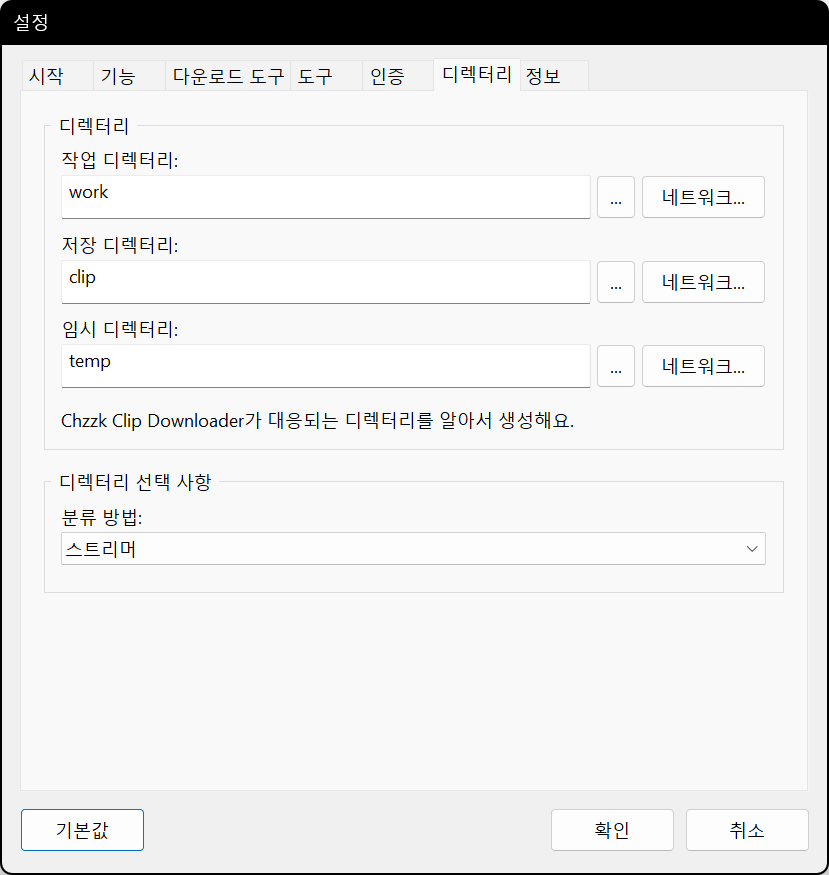 설정
시작 기능 다운로드 도구 도구 인증 디렉터리 정보
디렉터리
작업 디렉터리:
work ... 네트워크...
저장 디렉터리:
clip ... 네트워크...
임시 디렉터리:
temp ... 네트워크...
Chzzk Clip Downloader가 대응되는 디렉터리를 알아서 생성해요.
디렉터리 선택 사항
분류 방법:
스트리머
기본값 확인 취소